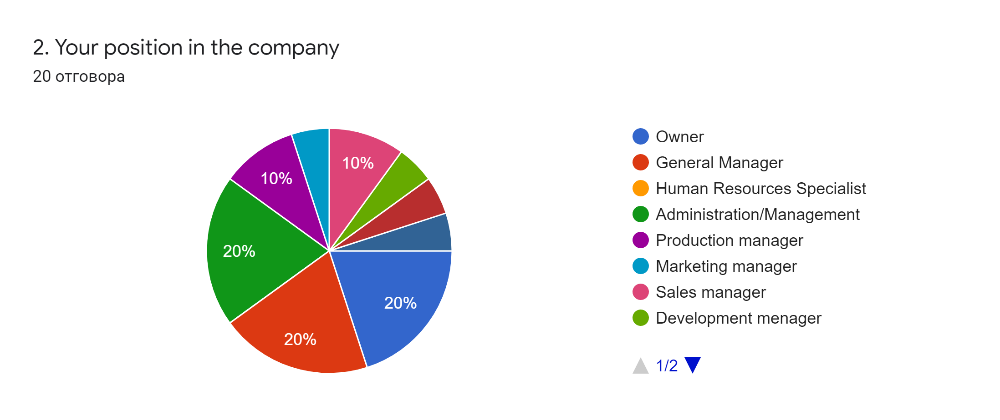 2. Your position in the company
20 отговора
10%
10%
20%
20%
20%
Owner
General Manager
Human Resources Specialist
Administration/Management
Production manager
Marketing manager
Sales manager
Development menager
1/2